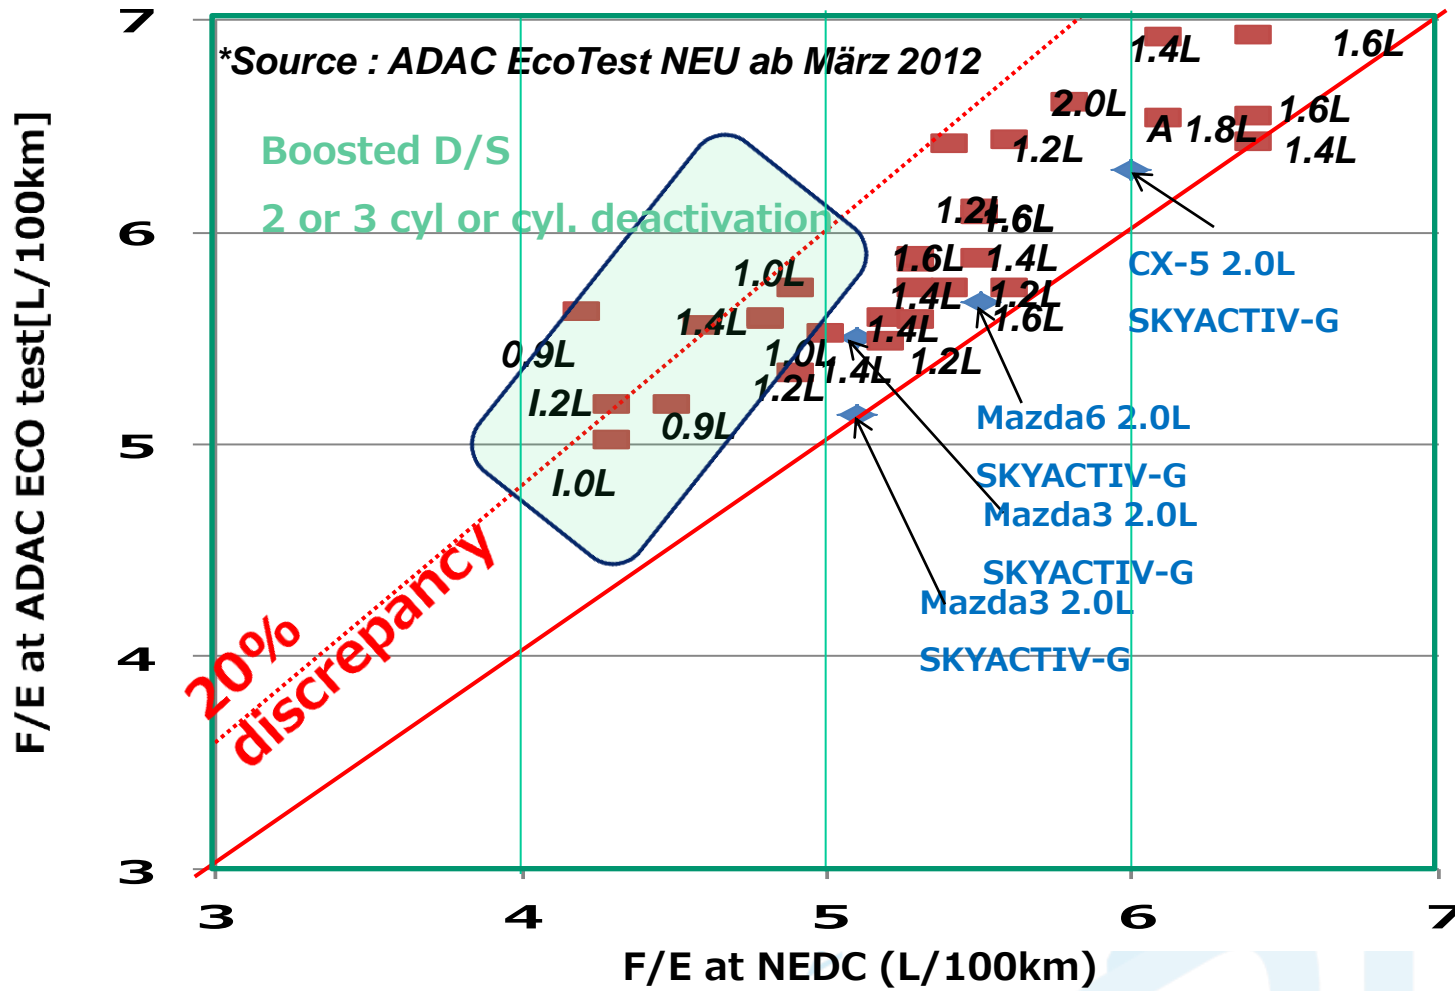 7
*Source : ADAC EcoTest NEU ab März 2012
1.4L
1.6L
Boosted D/S
2.0L
1.6L
A 1.8L
1.2L
1.4L
2 or 3 cyl or cyl. deactivation
1.2L
1.6L
6
1.0L
1.6L
1.4L
CX-5 2.0L
SKYACTIV-G
1.4L
1.2L
1.4L
1.4L
1.6L
0.9L
1.0L
1.4L
1.2L
1.2L
I.2L
0.9L
Mazda6 2.0L
SKYACTIV-G
5
I.0L
Mazda3 2.0L
SKYACTIV-G
Mazda3 2.0L
SKYACTIV-G
20%
discrepancy
4
3
F/E at ADAC ECO test[L/100km]
3 4 5 6 7
F/E at NEDC (L/100km)